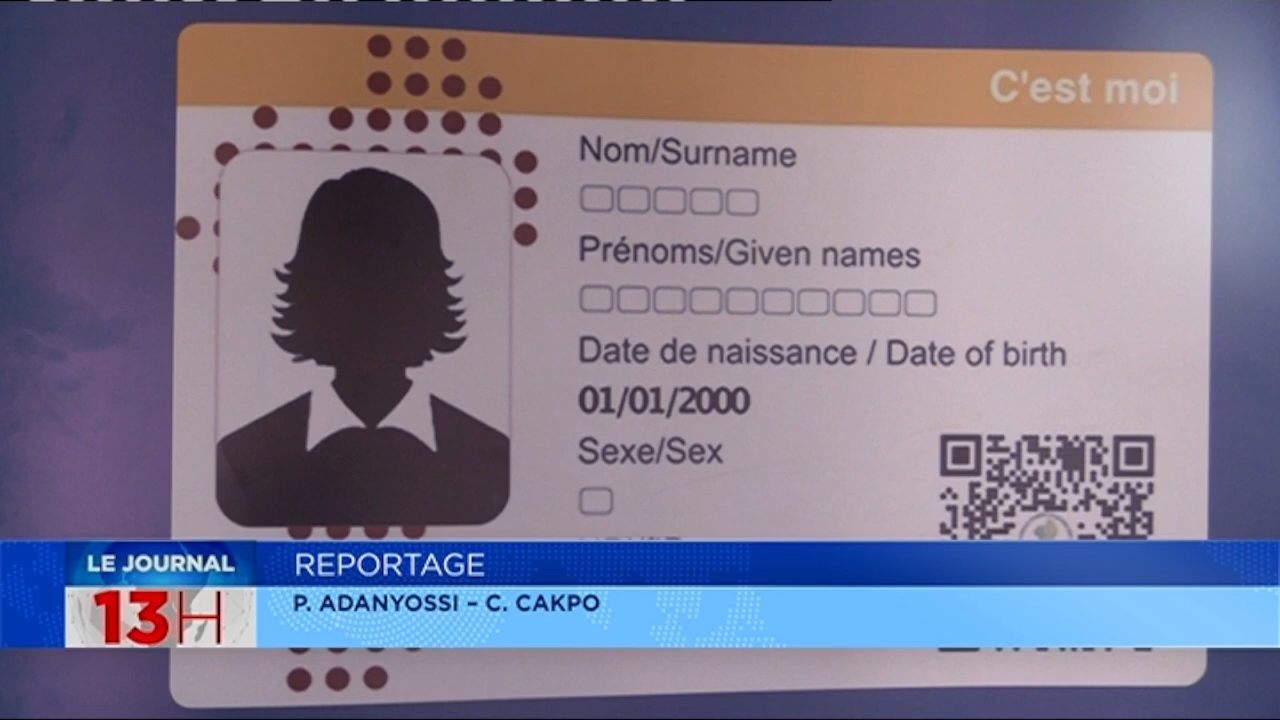 C'est moi
Nom/Surname
Prénoms/Given names
Date de naissance / Date of birth
01/01/2000
Sexe/Sex
LE JOURNAL
13H
REPORTAGE
P. ADANYOSSI – C. CAKPO